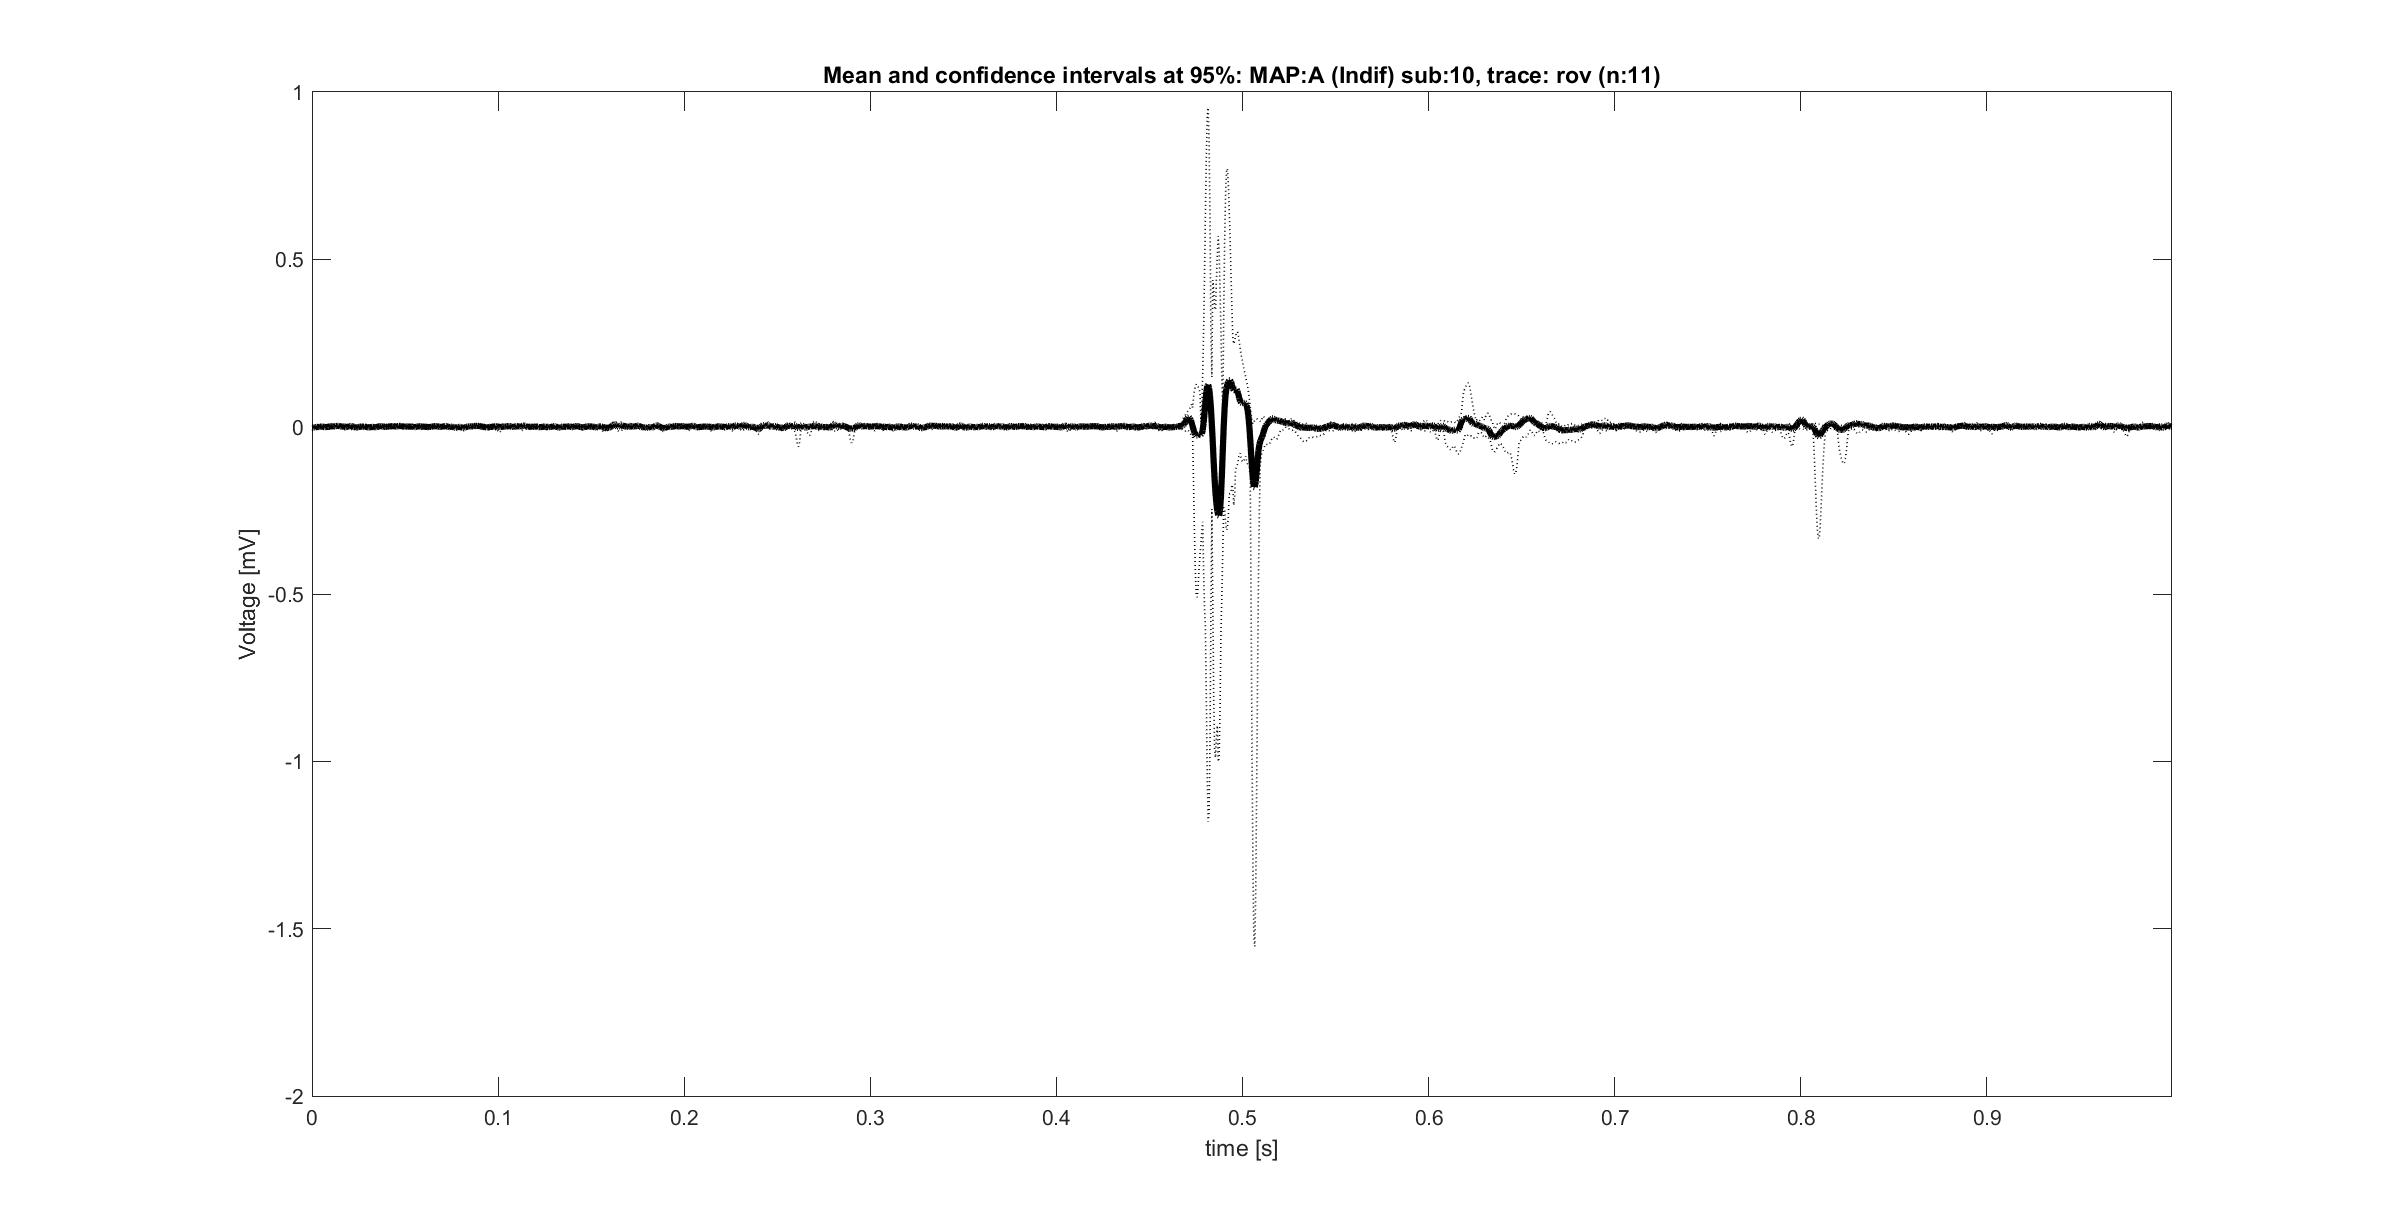 Mean and confidence intervals at 95%: MAP:A (Indif) sub:10, trace: rov (n:11)
1
0.5
0
-0.5
-1
-1.5
-2
Voltage [mV]
0 0.1 0.2 0.3 0.4 0.5 0.6 0.7 0.8 0.9
time [s]